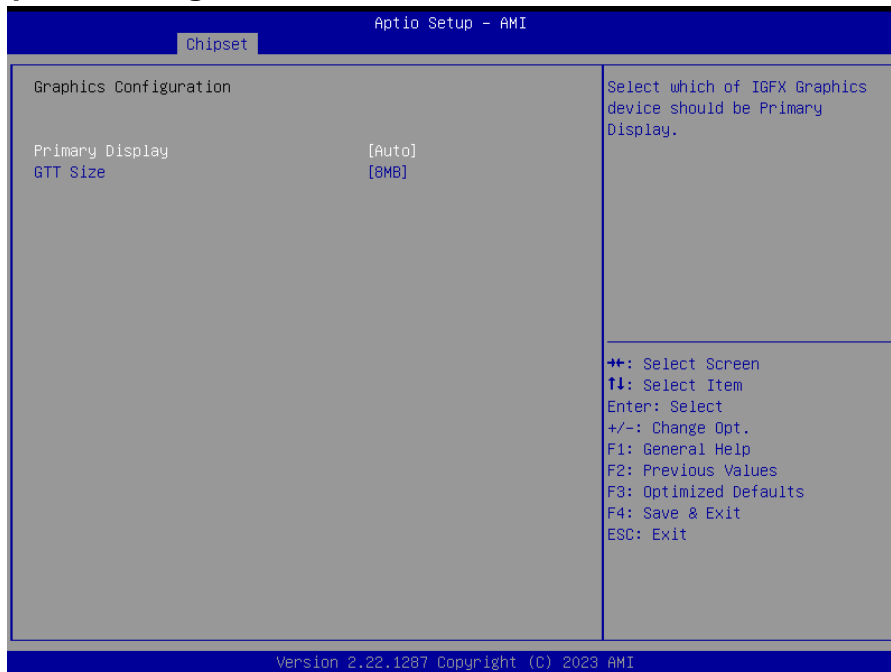 Aptio Setup - AMI
Chipset
Graphics Configuration
Primary Display [Auto]
GTT Size [8MB]
Select which of IGFX Graphics
device should be Primary
Display.
→←: Select Screen
↑↓: Select Item
Enter: Select
+/-: Change Opt.
F1: General Help
F2: Previous Values
F3: Optimized Defaults
F4: Save & Exit
ESC: Exit
Version 2.22.1287 Copyright (C) 2023 AMI